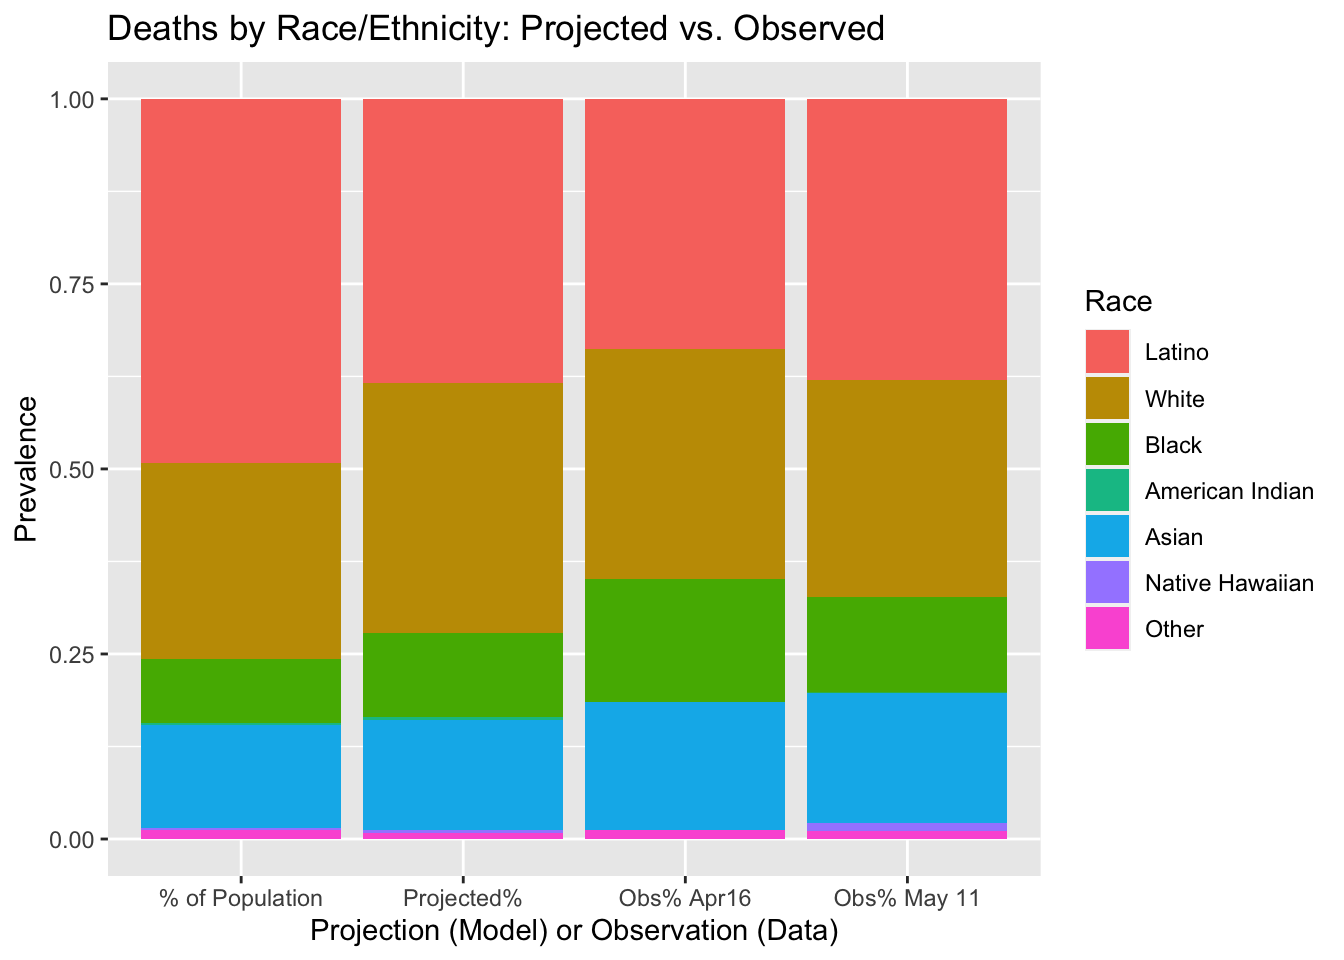 Deaths by Race/Ethnicity: Projected vs. Observed
Prevalence
1.00
0.75
0.50
0.25
0.00
% of Population
Projected%
Obs% Apr16
Obs% May 11
Projection (Model) or Observation (Data)
Race
Latino
White
Black
American Indian
Asian
Native Hawaiian
Other